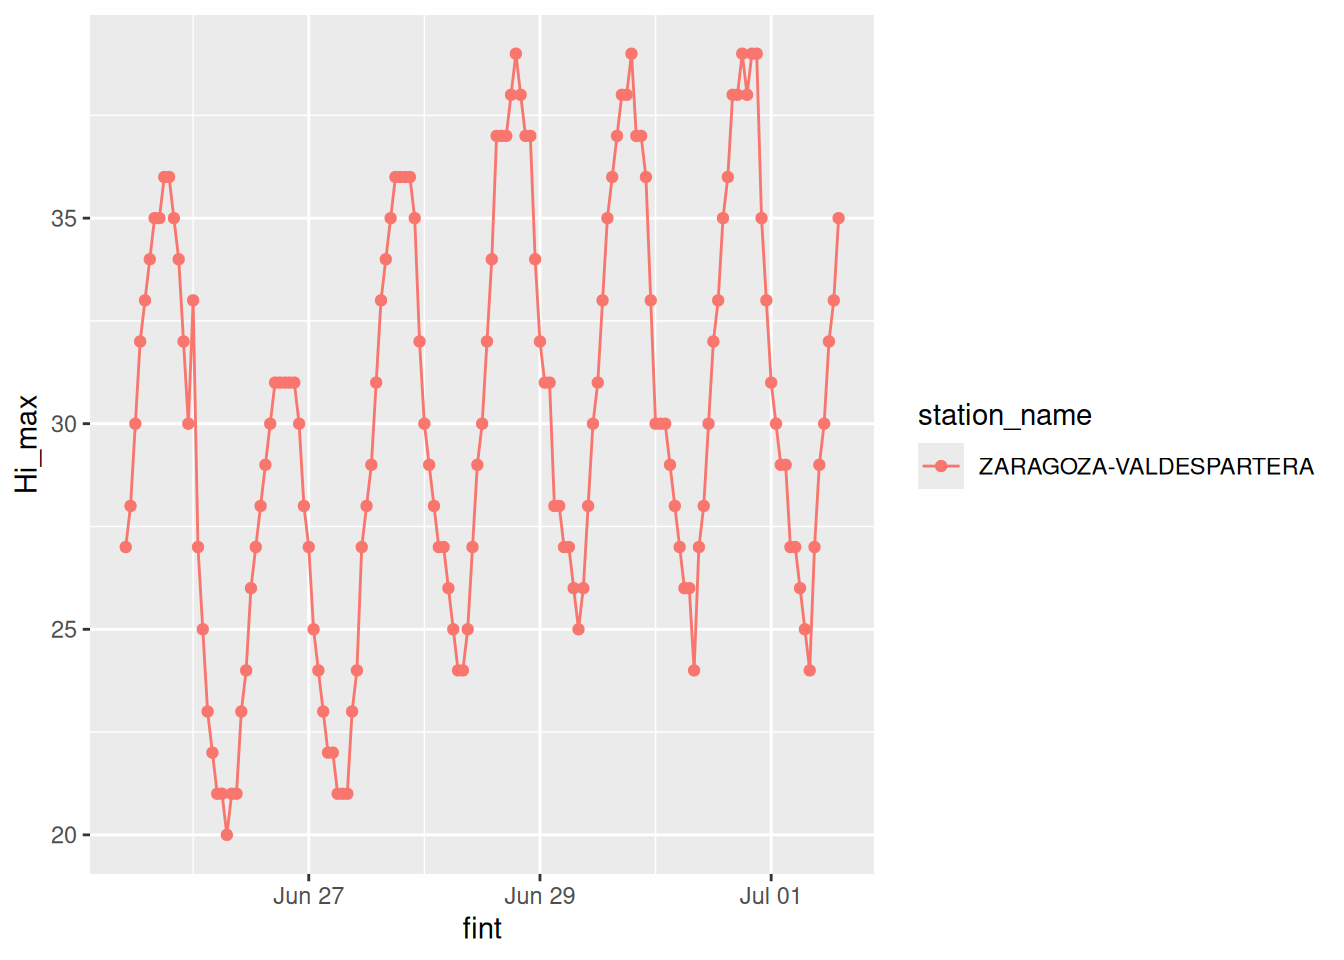 Hi_max
35
30
25
20
Jun 27
Jun 29
Jul 01
fint
station_name
ZARAGOZA-VALDESPARTERA